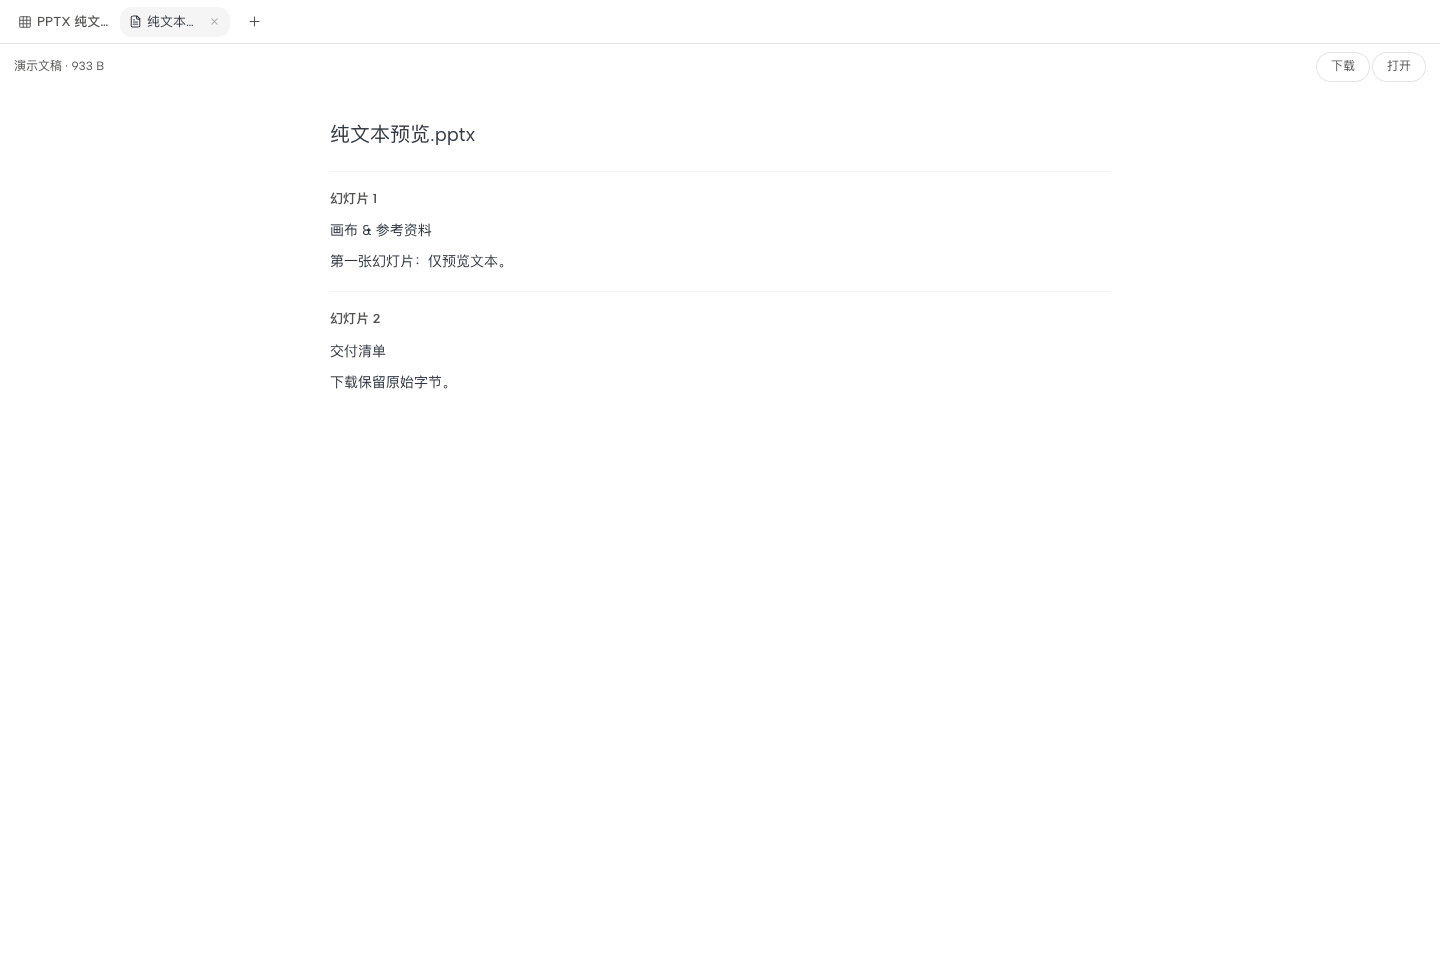 PPTX 纯文...
纯文本...
演示文稿 · 933 B
下载
打开
纯文本预览.pptx
幻灯片 1
画布 & 参考资料
第一张幻灯片：仅预览文本。
幻灯片 2
交付清单
下载保留原始字节。